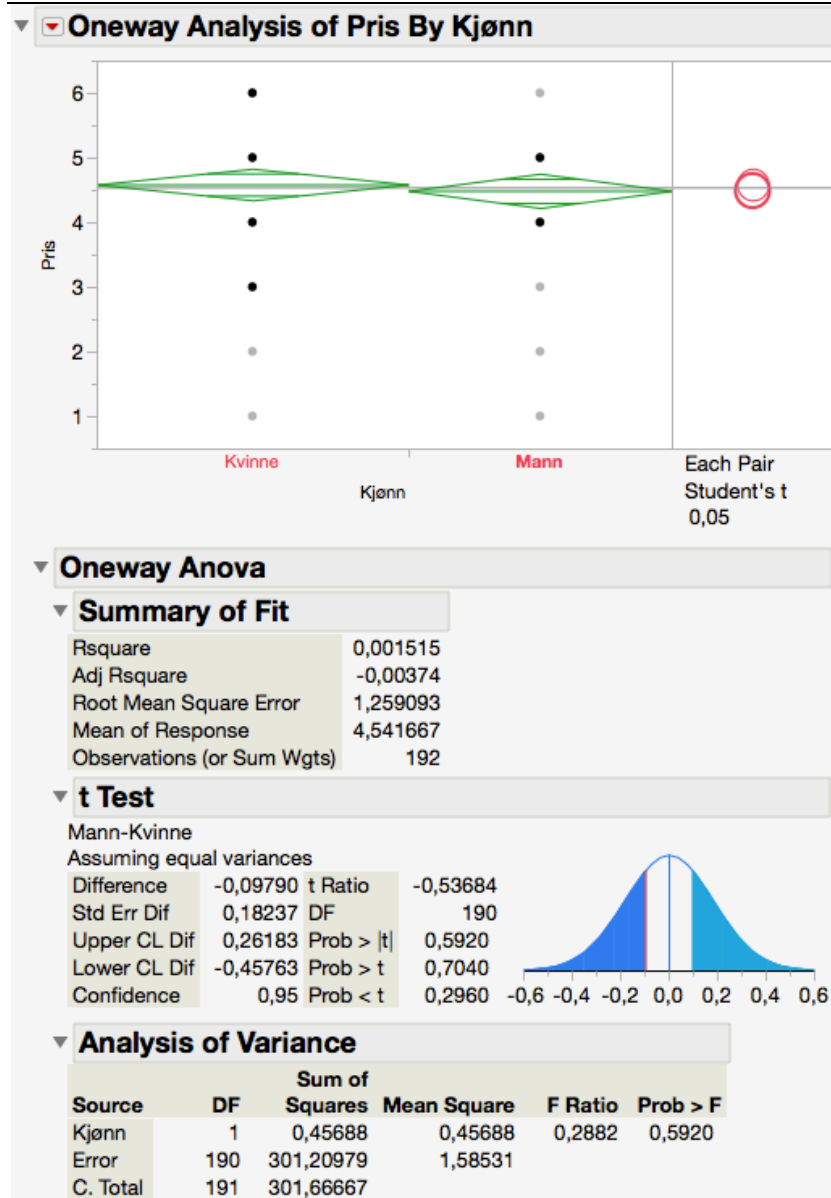 Oneway Analysis of Pris By Kjønn
6
5
4
3
2
1
Pris
Kvinne Mann
Kjønn
Each Pair
Student's t
0,05
Oneway Anova
Summary of Fit
Rsquare 0,001515
Adj Rsquare -0,00374
Root Mean Square Error 1,259093
Mean of Response 4,541667
Observations (or Sum Wgts) 192
t Test
Mann-Kvinne
Assuming equal variances
Difference -0,09790 t Ratio -0,53684
Std Err Dif 0,18237 DF 190
Upper CL Dif 0,26183 Prob > |t| 0,5920
Lower CL Dif -0,45763 Prob > t 0,7040
Confidence 0,95 Prob < t 0,2960
-0,6 -0,4 -0,2 0,0 0,2 0,4 0,6
Analysis of Variance
Sum of
Source DF Squares Mean Square F Ratio Prob > F
Kjønn 1 0,45688 0,45688 0,2882 0,5920
Error 190 301,20979 1,58531
C. Total 191 301,66667